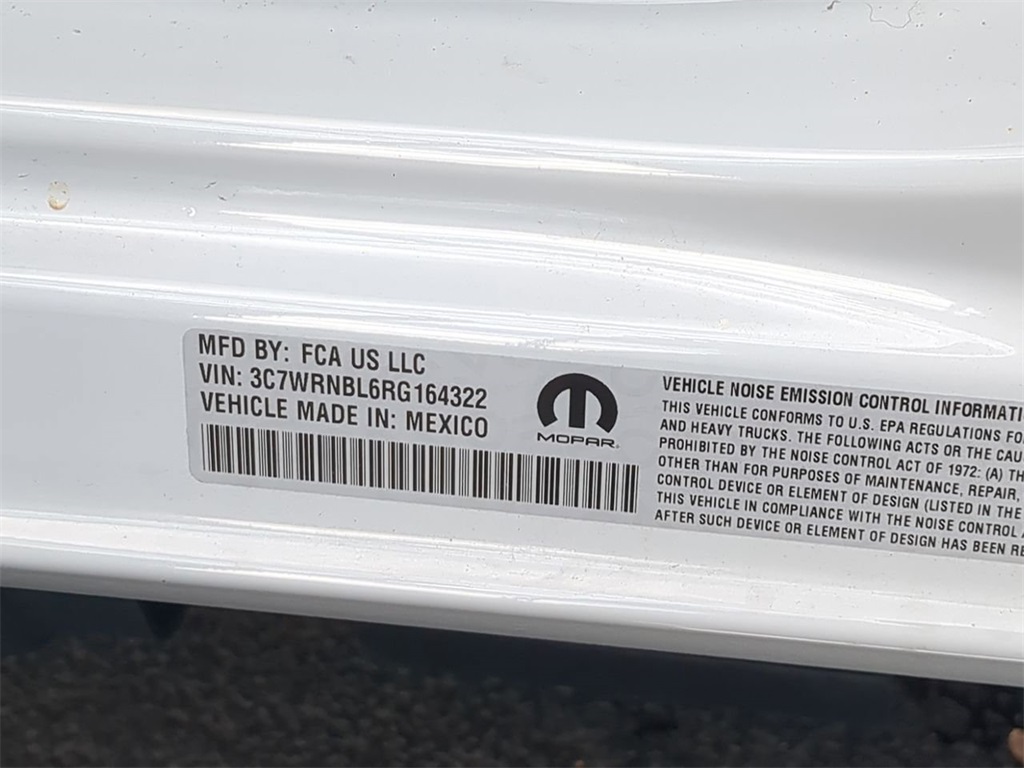 MFD BY: FCA US LLC
VIN: 3C7WRNBL6RG164322
VEHICLE MADE IN: MEXICO
MOPAR
VEHICLE NOISE EMISSION CONTROL
THIS VEHICLE CONFORMS TO U.S. EPA REGULATIONS
AND HEAVY TRUCKS. THE FOLLOWING ACTS OR THE
PROHIBITED BY THE NOISE CONTROL ACT OF 1972: (A)
OTHER THAN FOR PURPOSES OF MAINTENANCE, REPAIR,
CONTROL DEVICE OR ELEMENT OF DESIGN (LISTED IN THE
THIS VEHICLE IN COMPLIANCE WITH THE NOISE CONTROL
AFTER SUCH DEVICE OR ELEMENT OF DESIGN HAS BEEN